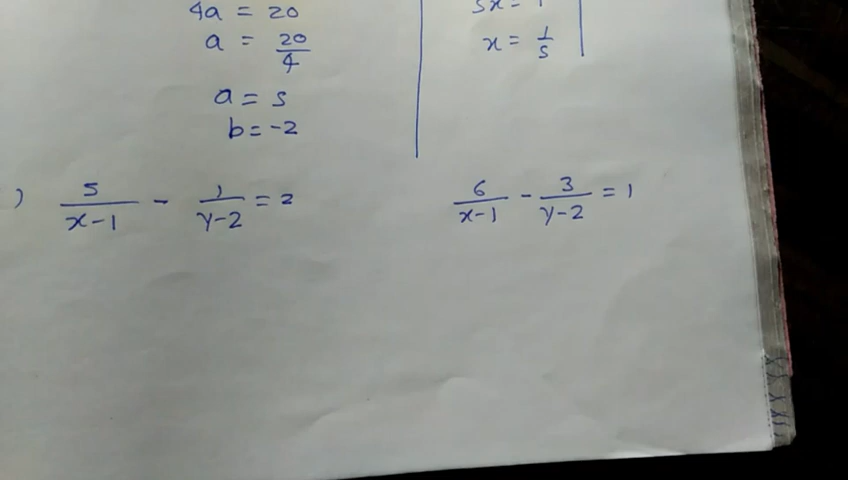 4a = 20
a = 20/4
a = 5
b = -2
x = 1/5
) 5/(x-1) - 1/(y-2) = 2
6/(x-1) - 3/(y-2) = 1